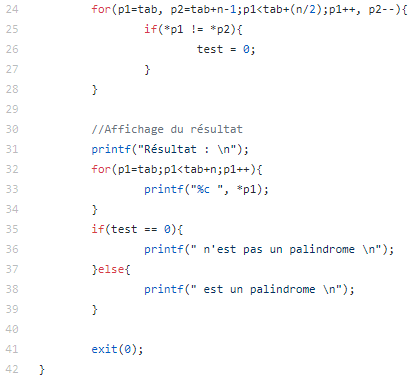 24 for(p1=tab, p2=tab+n-1;p1<tab+(n/2);p1++, p2--){
25 if(*p1 != *p2){
26 test = 0;
27 }
28 }
29
30 //Affichage du résultat
31 printf("Résultat : \n");
32 for(p1=tab;p1<tab+n;p1++){
33 printf("%c ", *p1);
34 }
35 if(test == 0){
36 printf(" n'est pas un palindrome \n");
37 }else{
38 printf(" est un palindrome \n");
39 }
40
41 exit(0);
42 }